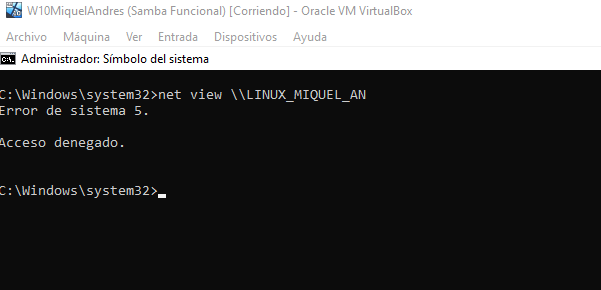 W10MiquelAndres (Samba Funcional) [Corriendo] - Oracle VM VirtualBox
Archivo Máquina Ver Entrada Dispositivos Ayuda
Administrador: Símbolo del sistema
C:\Windows\system32>net view \\LINUX_MIQUEL_AN
Error de sistema 5.
Acceso denegado.
C:\Windows\system32>